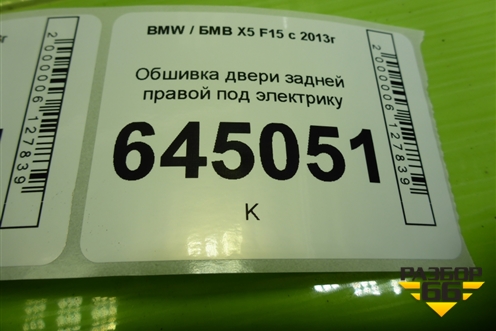 BMW / БМВ X5 F15 с 2013г
Обшивка двери задней
правой под электрику
645051
К
2000006127839
2000006127839
РАЗБОР
66